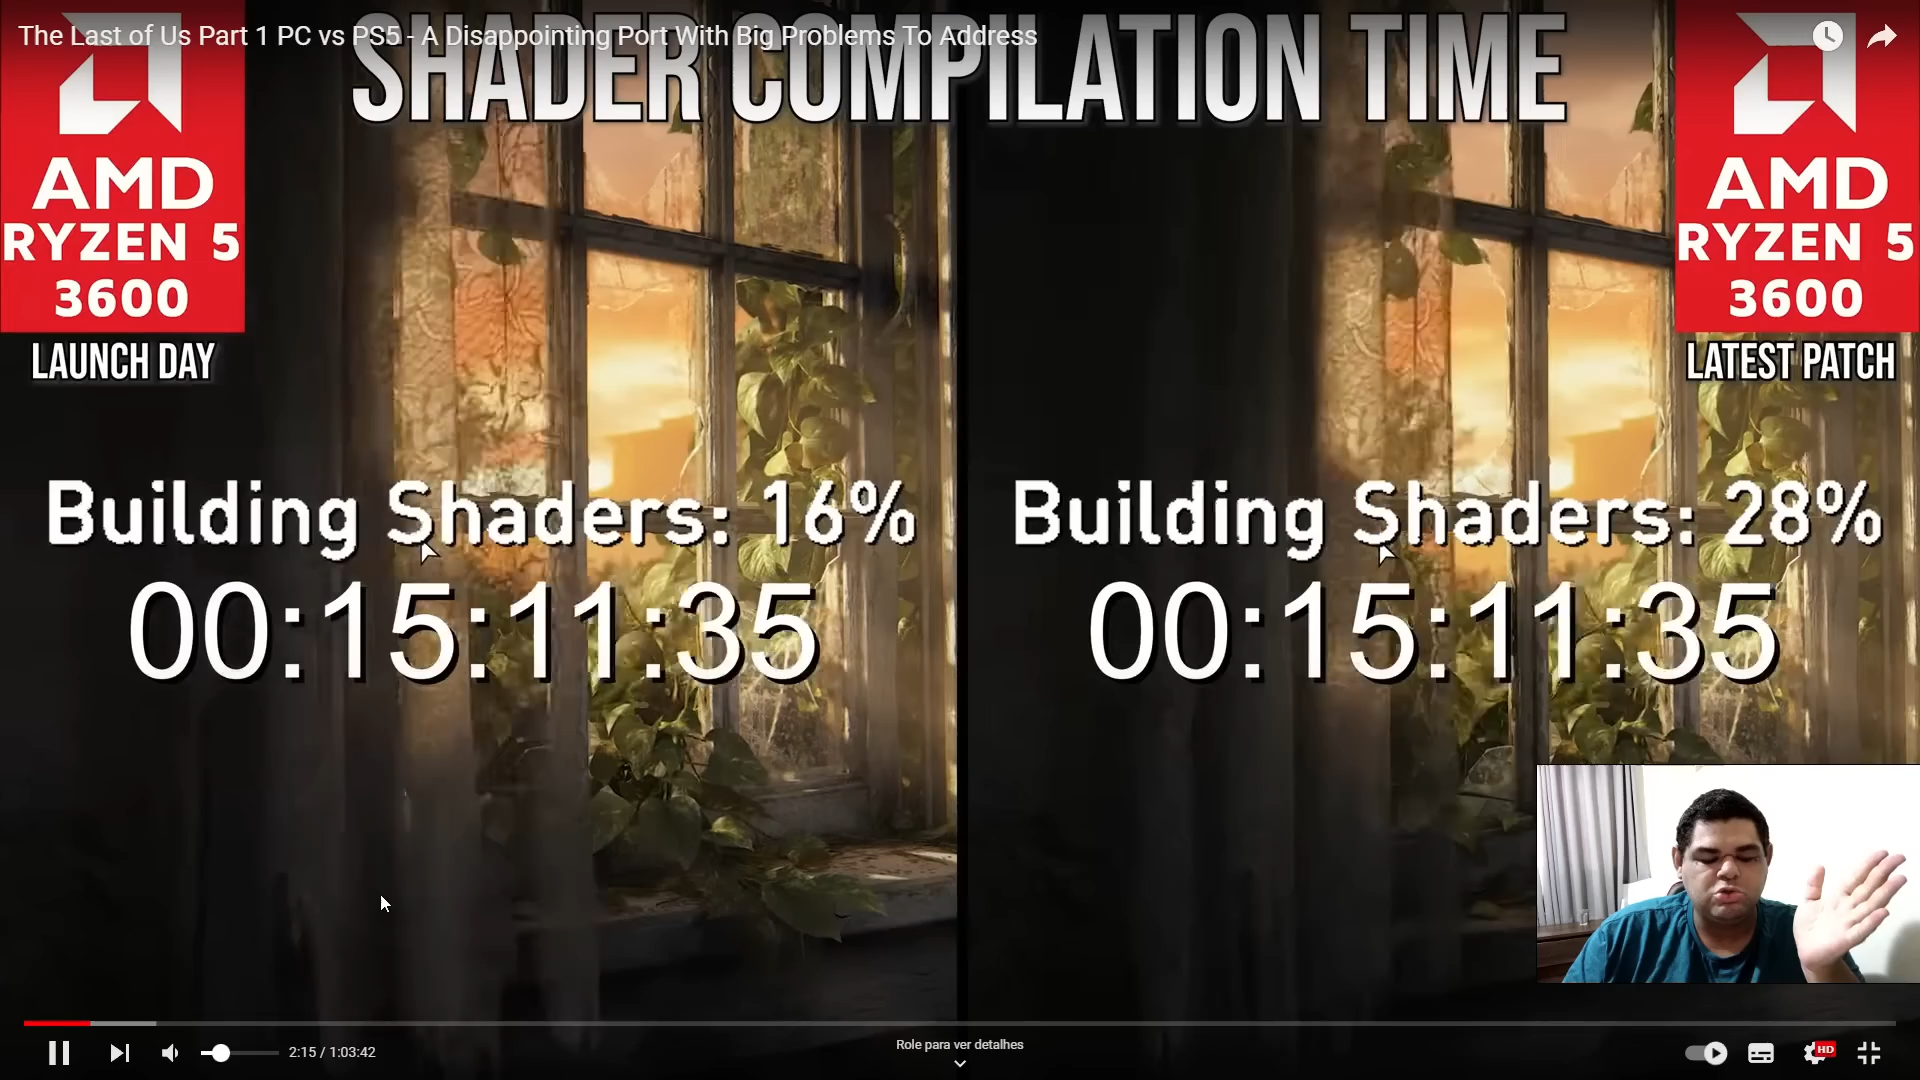 The Last of Us Part 1 PC vs PS5 - A Disappointing Port With Big Problems To Address
SHADER COMPILATION TIME
AMD
RYZEN 5
3600
LAUNCH DAY
AMD
RYZEN 5
3600
LATEST PATCH
Building Shaders: 16%
00:15:11:35
Building Shaders: 28%
00:15:11:35
2:15 / 1:03:42
Role para ver detalhes
HD